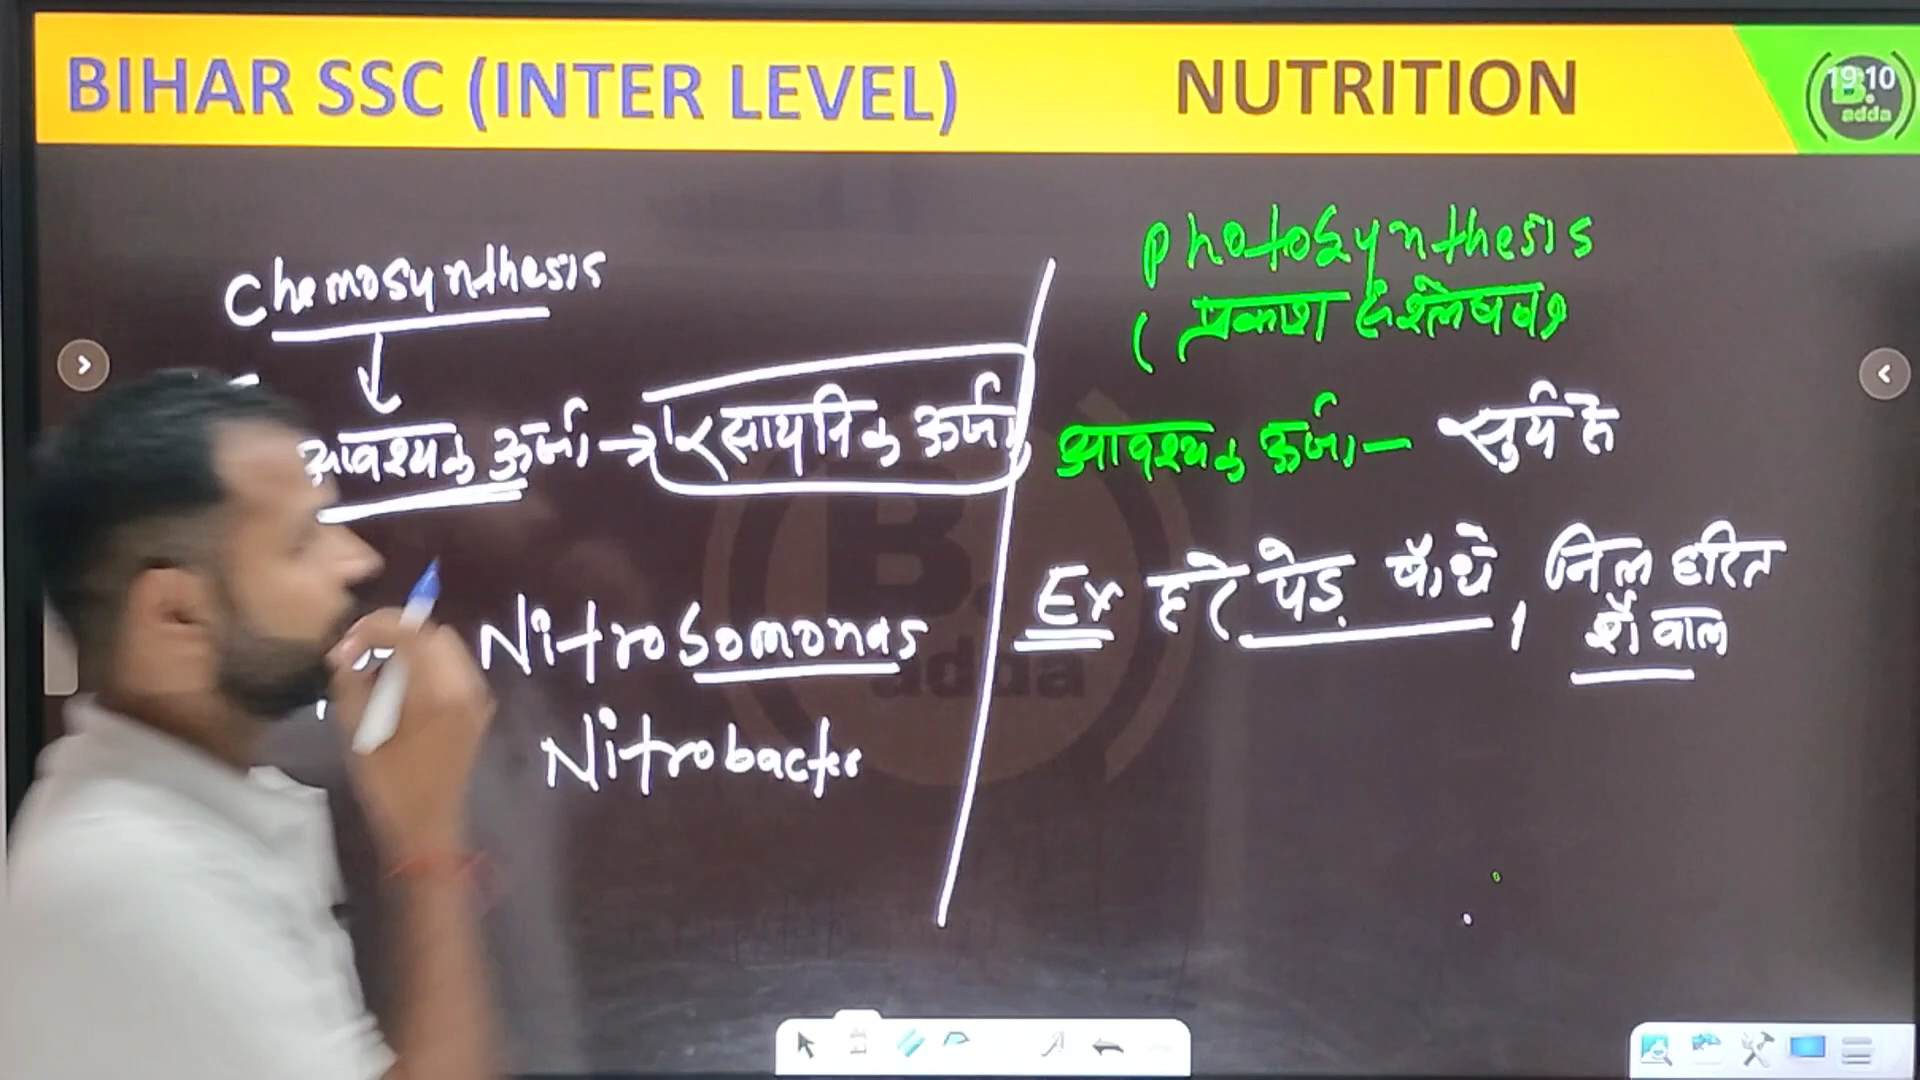 BIHAR SSC (INTER LEVEL) NUTRITION
19:10
B.
adda
Chemosynthesis
आवश्यक ऊर्जा → रसायनिक ऊर्जा
Nitrosomonas
Nitrobacter
Photosynthesis
( प्रकाश संश्लेषण)
आवश्यक ऊर्जा — सुर्य से
Ex हरे पेड़ पौधे , निल हरित
शैवाल
B.
adda